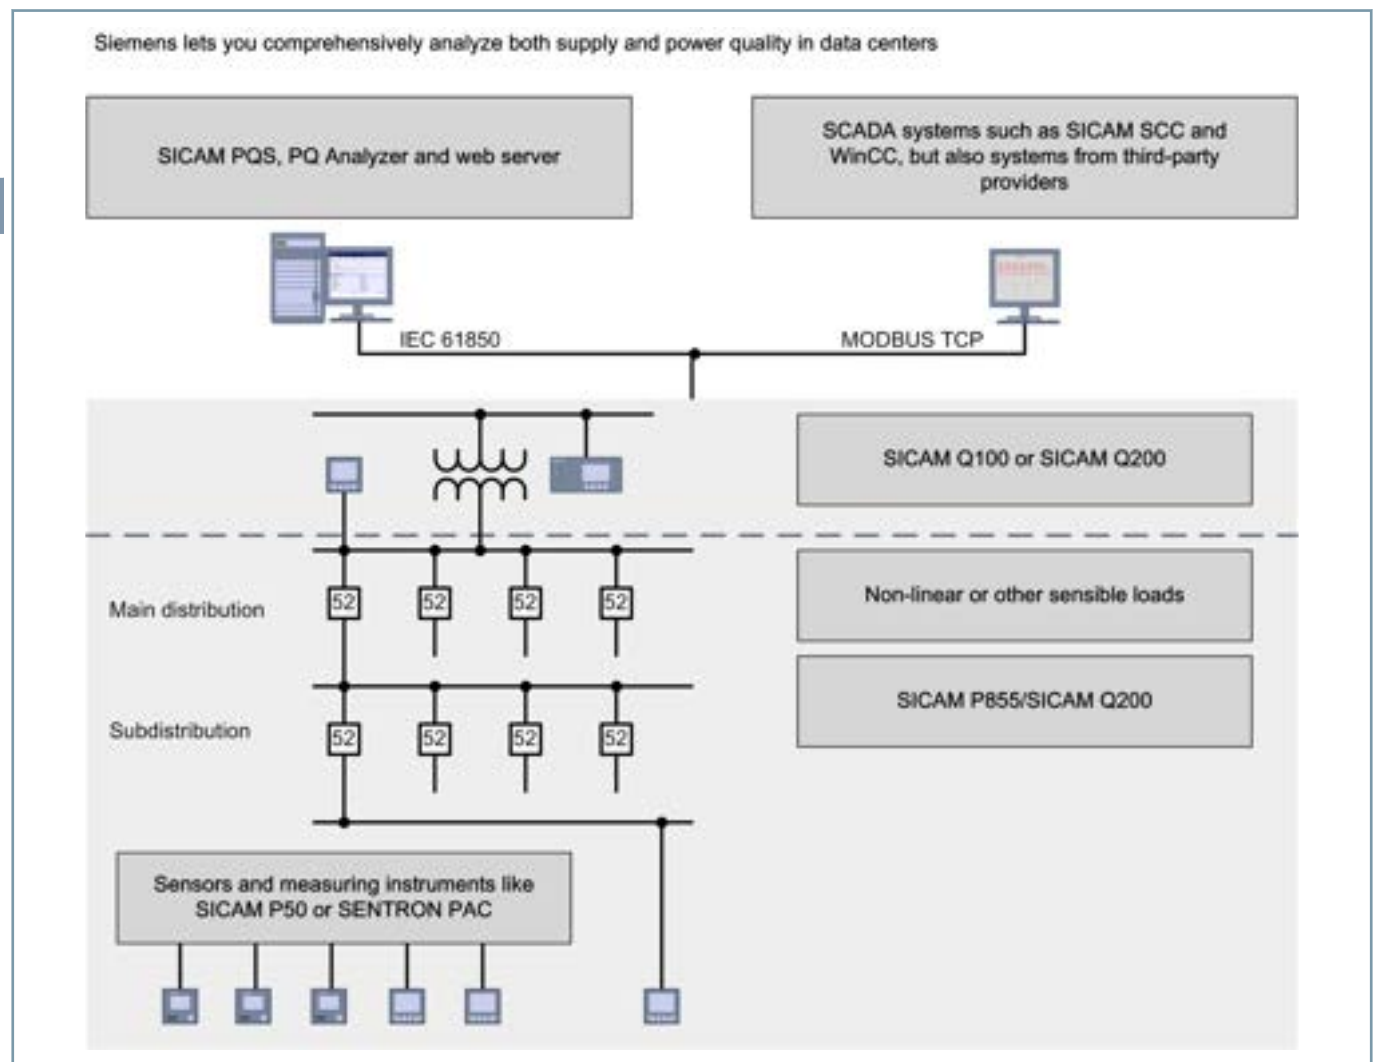 Siemens lets you comprehensively analyze both supply and power quality in data centers
SICAM PQS, PQ Analyzer and web server
SCADA systems such as SICAM SCC and
WinCC, but also systems from third-party
providers
IEC 61850
MODBUS TCP
SICAM Q100 or SICAM Q200
Main distribution
52 52 52 52
Non-linear or other sensible loads
SICAM P855/SICAM Q200
Subdistribution
52 52 52 52
Sensors and measuring instruments like
SICAM P50 or SENTRON PAC